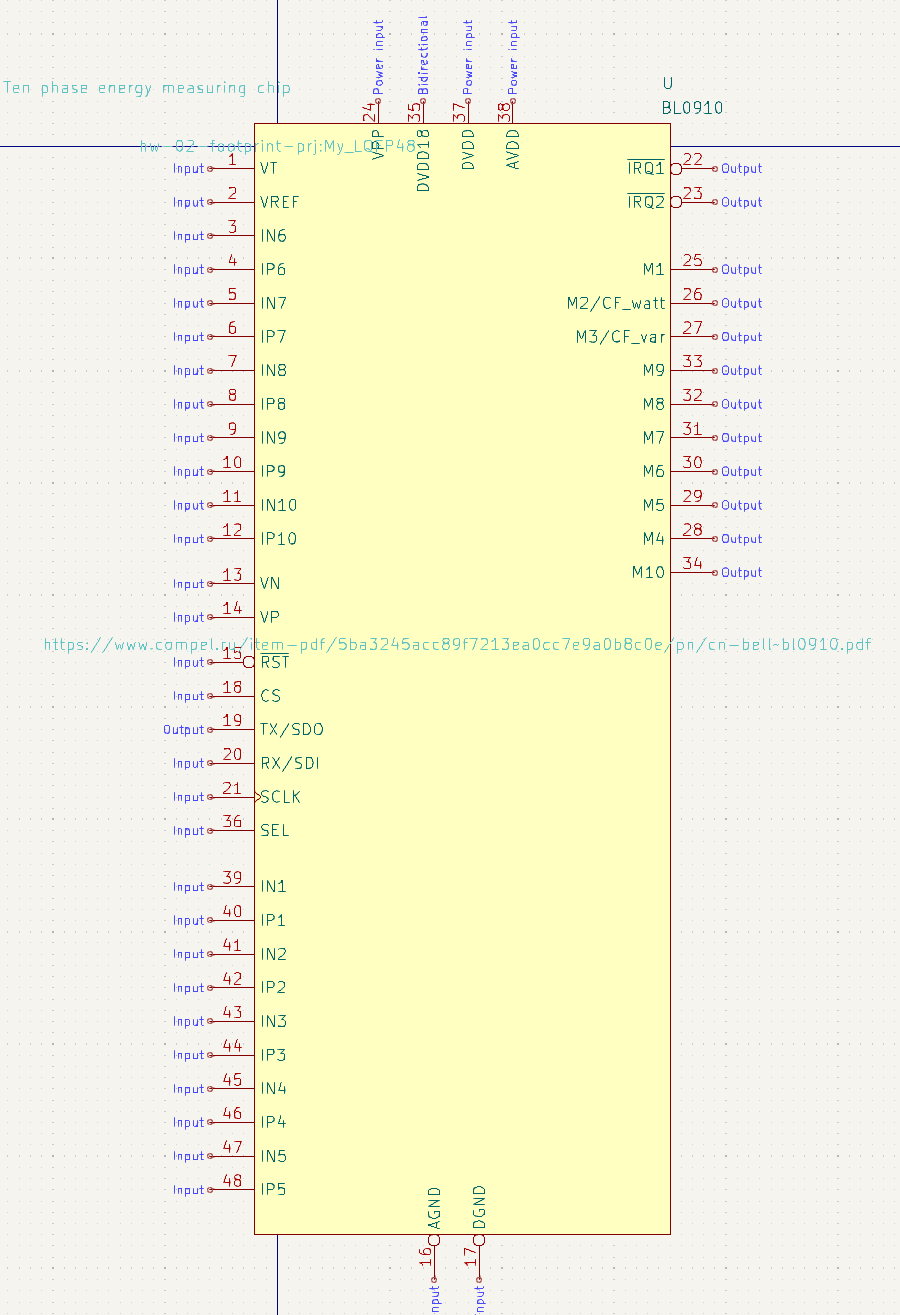 Power input
Bidirectional
Power input
Power input
24
35
37
38
VPP
DVDD18
DVDD
AVDD
U
BL0910
Ten phase energy measuring chip
hw-02-footprint-prj:My_LQFP48
Input 1 VT
Input 2 VREF
Input 3 IN6
Input 4 IP6
Input 5 IN7
Input 6 IP7
Input 7 IN8
Input 8 IP8
Input 9 IN9
Input 10 IP9
Input 11 IN10
Input 12 IP10
Input 13 VN
Input 14 VP
https://www.compel.ru/item-pdf/5ba3245acc89f7213ea0cc7e9a0b8c0e/pn/cn-bell~bl0910.pdf
Input 15 RST
Input 18 CS
Output 19 TX/SDO
Input 20 RX/SDI
Input 21 SCLK
Input 36 SEL
Input 39 IN1
Input 40 IP1
Input 41 IN2
Input 42 IP2
Input 43 IN3
Input 44 IP3
Input 45 IN4
Input 46 IP4
Input 47 IN5
Input 48 IP5
IRQ1 22 Output
IRQ2 23 Output
M1 25 Output
M2/CF_watt 26 Output
M3/CF_var 27 Output
M9 33 Output
M8 32 Output
M7 31 Output
M6 30 Output
M5 29 Output
M4 28 Output
M10 34 Output
AGND
DGND
16
17